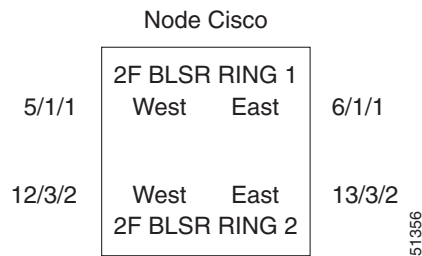 Node Cisco
2F BLSR RING 1
5/1/1 West East 6/1/1
12/3/2 West East 13/3/2
2F BLSR RING 2
51356